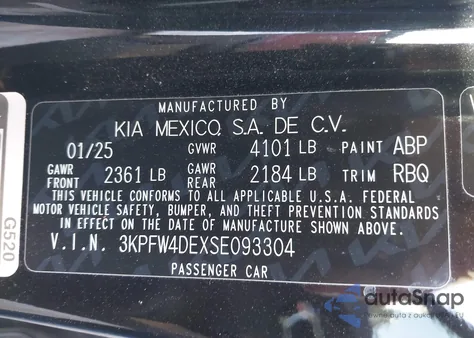 MANUFACTURED BY
KIA MEXICO S.A. DE C.V.
01/25 GVWR 4101 LB PAINT ABP
GAWR FRONT 2361 LB GAWR REAR 2184 LB TRIM RBQ
THIS VEHICLE CONFORMS TO ALL APPLICABLE U.S.A. FEDERAL
MOTOR VEHICLE SAFETY, BUMPER, AND THEFT PREVENTION STANDARDS
IN EFFECT ON THE DATE OF MANUFACTURE SHOWN ABOVE.
V.I.N. 3KPFW4DEXSE093304
PASSENGER CAR
G520
autoSnap